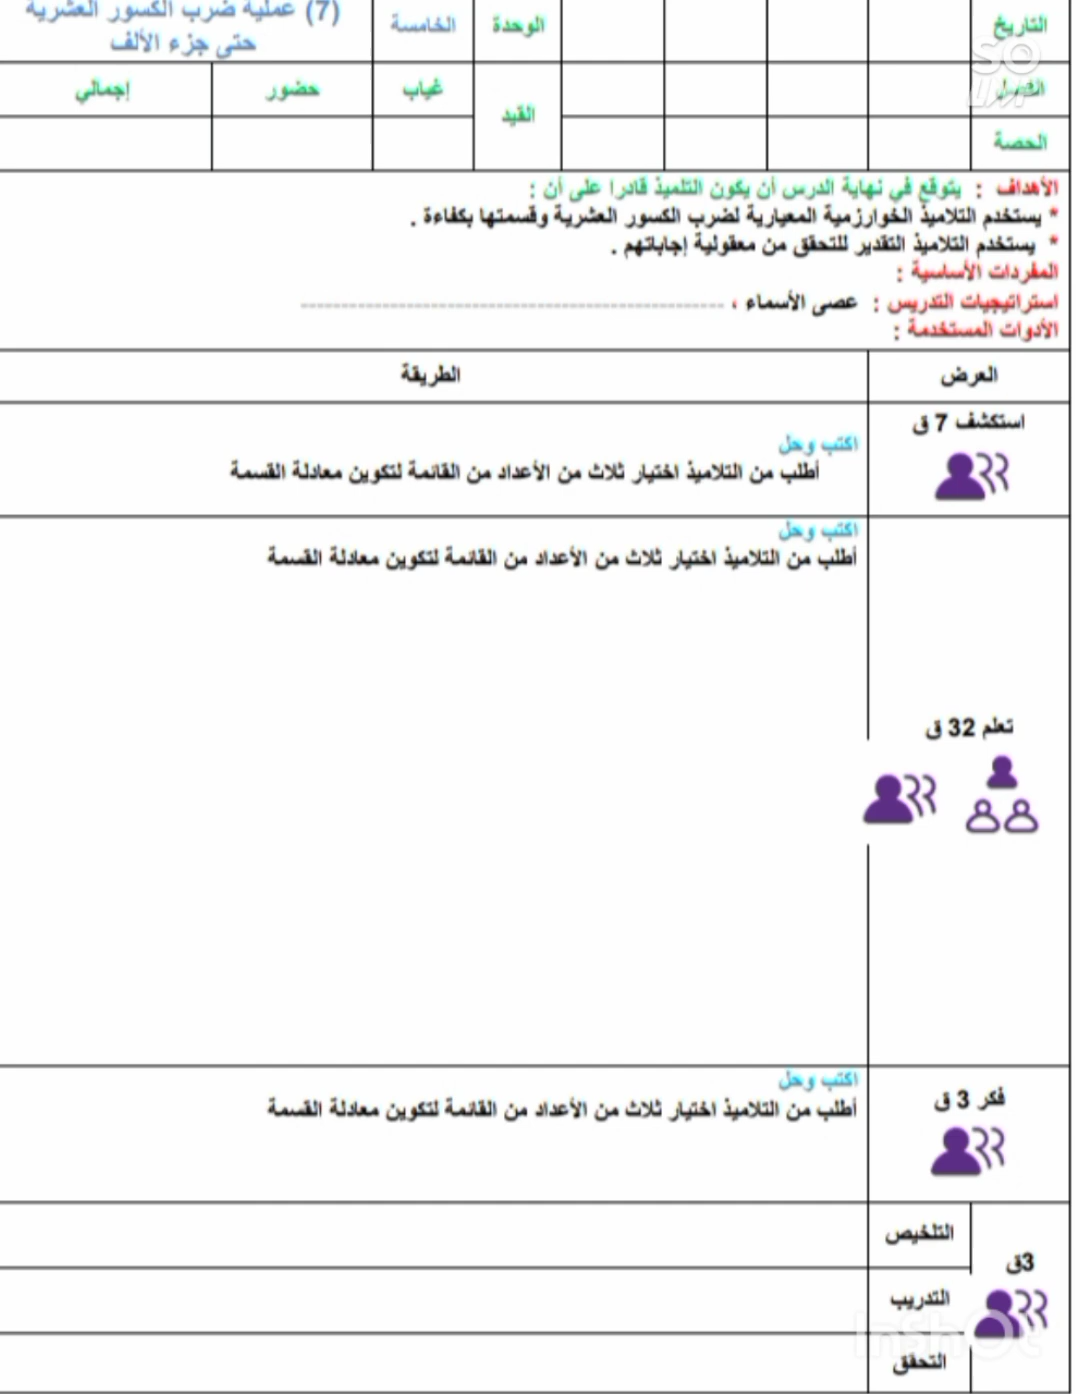 التاريخ
الوحدة
الخامسة
(7) عملية ضرب الكسور العشرية
حتى جزء الألف
الفصل
القيد
غياب
حضور
إجمالي
الحصة
الأهداف : يتوقع في نهاية الدرس أن يكون التلميذ قادرا على أن :
* يستخدم التلاميذ الخوارزمية المعيارية لضرب الكسور العشرية وقسمتها بكفاءة .
* يستخدم التلاميذ التقدير للتحقق من معقولية إجاباتهم .
المفردات الأساسية :
استراتيجيات التدريس : عصى الأسماء ،
الأدوات المستخدمة :
العرض
الطريقة
استكشف 7 ق
اكتب وحل
أطلب من التلاميذ اختيار ثلاث من الأعداد من القائمة لتكوين معادلة القسمة
اكتب وحل
أطلب من التلاميذ اختيار ثلاث من الأعداد من القائمة لتكوين معادلة القسمة
تعلم 32 ق
اكتب وحل
أطلب من التلاميذ اختيار ثلاث من الأعداد من القائمة لتكوين معادلة القسمة
فكر 3 ق
التلخيص
3ق
التدريب
التحقق
InShOt